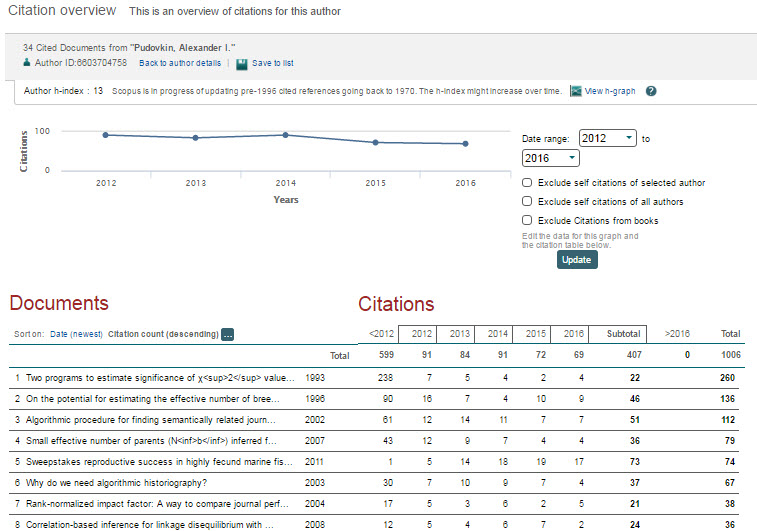 Citation overview This is an overview of citations for this author
34 Cited Documents from "Pudovkin, Alexander I."
Author ID:6603704758 Back to author details | Save to list
Author h-index : 13 Scopus is in progress of updating pre-1996 cited references going back to 1970. The h-index might increase over time. View h-graph ?
Citations
100
0
2012 2013 2014 2015 2016
Years
Date range: 2012 to
2016
Exclude self citations of selected author
Exclude self citations of all authors
Exclude Citations from books
Edit the data for this graph and
the citation table below.
Update
Documents Citations
Sort on: Date (newest) Citation count (descending) ... <2012 2012 2013 2014 2015 2016 Subtotal >2016 Total
Total 599 91 84 91 72 69 407 0 1006
1 Two programs to estimate significance of χ<sup>2</sup> value... 1993 238 7 5 4 2 4 22 260
2 On the potential for estimating the effective number of bree... 1996 90 16 7 4 10 9 46 136
3 Algorithmic procedure for finding semantically related journ... 2002 61 12 14 11 7 7 51 112
4 Small effective number of parents (N<inf>b</inf>) inferred f... 2007 43 12 9 7 4 4 36 79
5 Sweepstakes reproductive success in highly fecund marine fis... 2011 1 5 14 18 19 17 73 74
6 Why do we need algorithmic historiography? 2003 30 7 10 9 7 4 37 67
7 Rank-normalized impact factor: A way to compare journal perf... 2004 17 5 3 6 2 5 21 38
8 Correlation-based inference for linkage disequilibrium with ... 2008 12 5 4 6 7 2 24 36